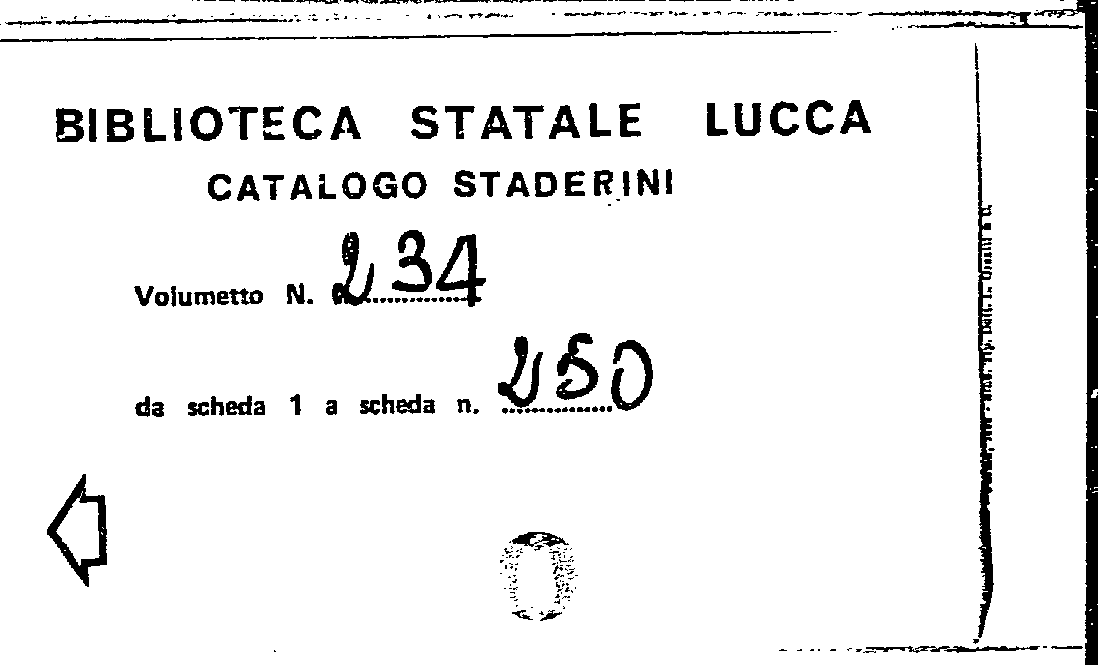 BIBLIOTECA STATALE LUCCA
CATALOGO STADERINI
Volumetto N. 234
da scheda 1 a scheda n. 250